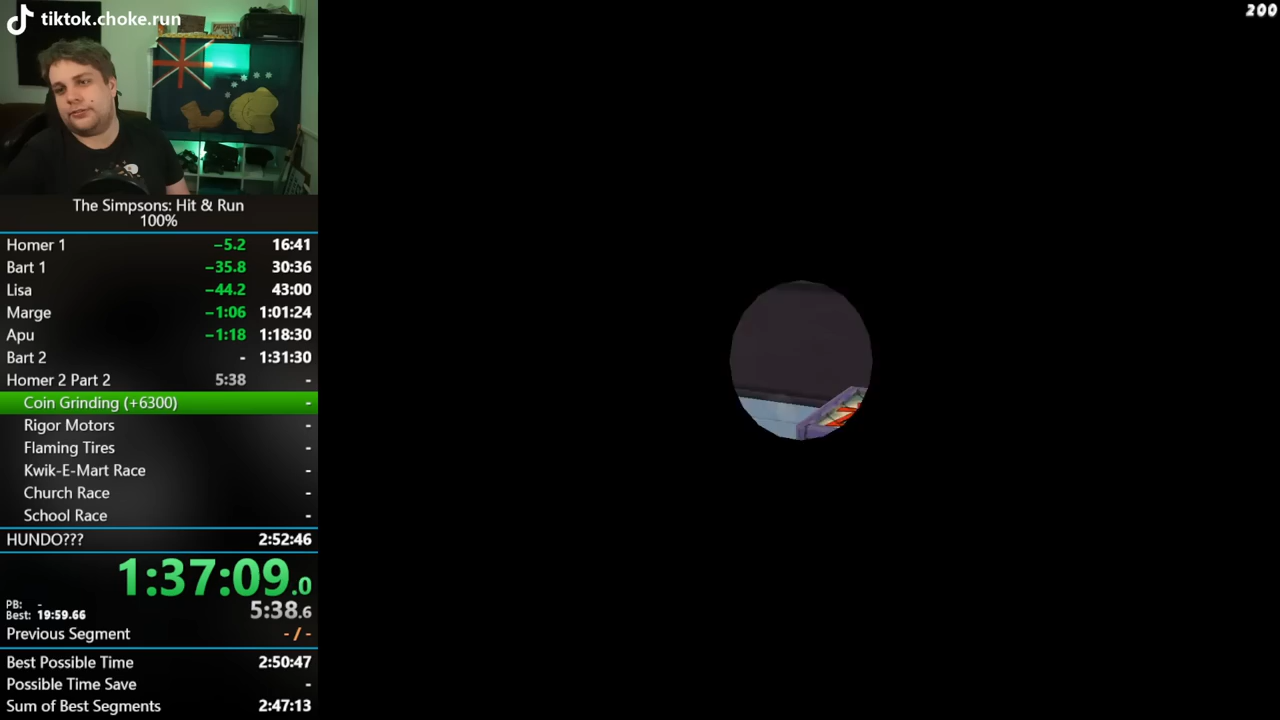 tiktok.choke.run
200
The Simpsons: Hit & Run
100%
Homer 1 −5.2 16:41
Bart 1 −35.8 30:36
Lisa −44.2 43:00
Marge −1:06 1:01:24
Apu −1:18 1:18:30
Bart 2 - 1:31:30
Homer 2 Part 2 5:38 -
Coin Grinding (+6300) -
Rigor Motors -
Flaming Tires -
Kwik-E-Mart Race -
Church Race -
School Race -
HUNDO??? 2:52:46
1:37:09.0
PB: - 5:38.6
Best: 19:59.66
Previous Segment - / -
Best Possible Time 2:50:47
Possible Time Save -
Sum of Best Segments 2:47:13